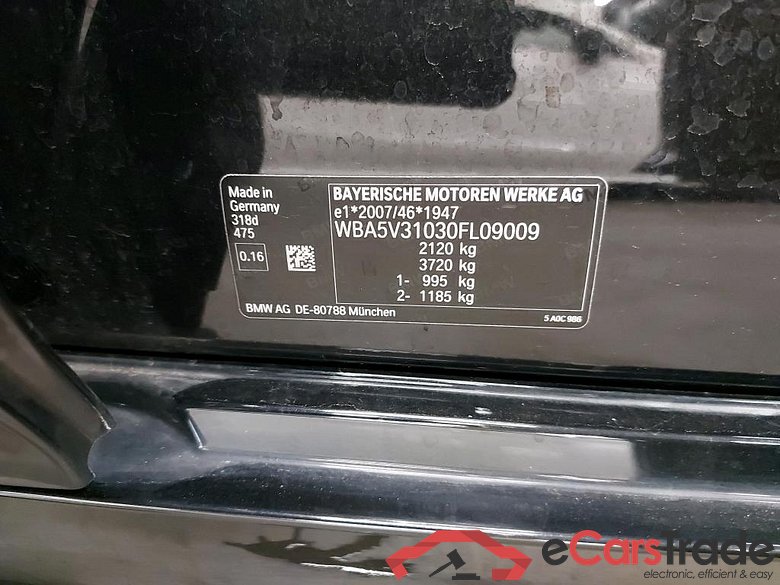 Made in
Germany
318d
475
0.16
BAYERISCHE MOTOREN WERKE AG
e1*2007/46*1947
WBA5V31030FL09009
2120 kg
3720 kg
1- 995 kg
2- 1185 kg
BMW AG DE-80788 München
5 A0C 986
eCarsTrade
electronic, efficient & easy